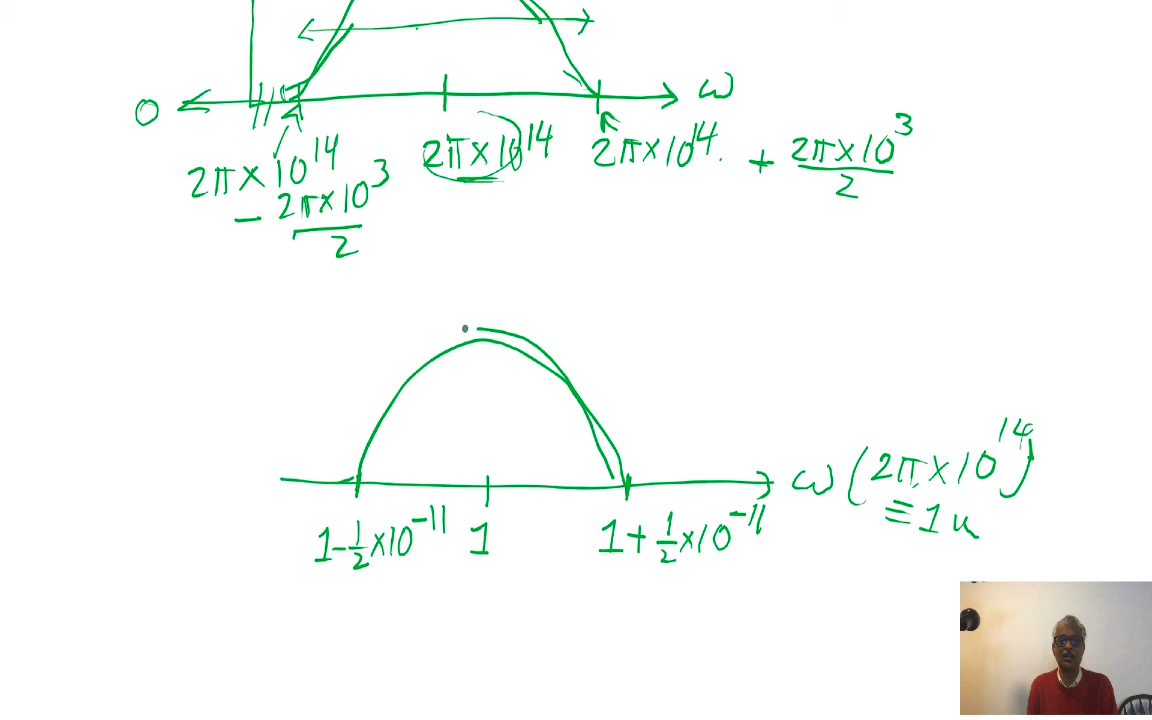 0 ω
2π×10^14 - 2π×10^3/2 2π×10^14 2π×10^14. + 2π×10^3/2
ω (2π×10^14)
≡ 1 u
1-1/2×10^-11 1 1+1/2×10^-11